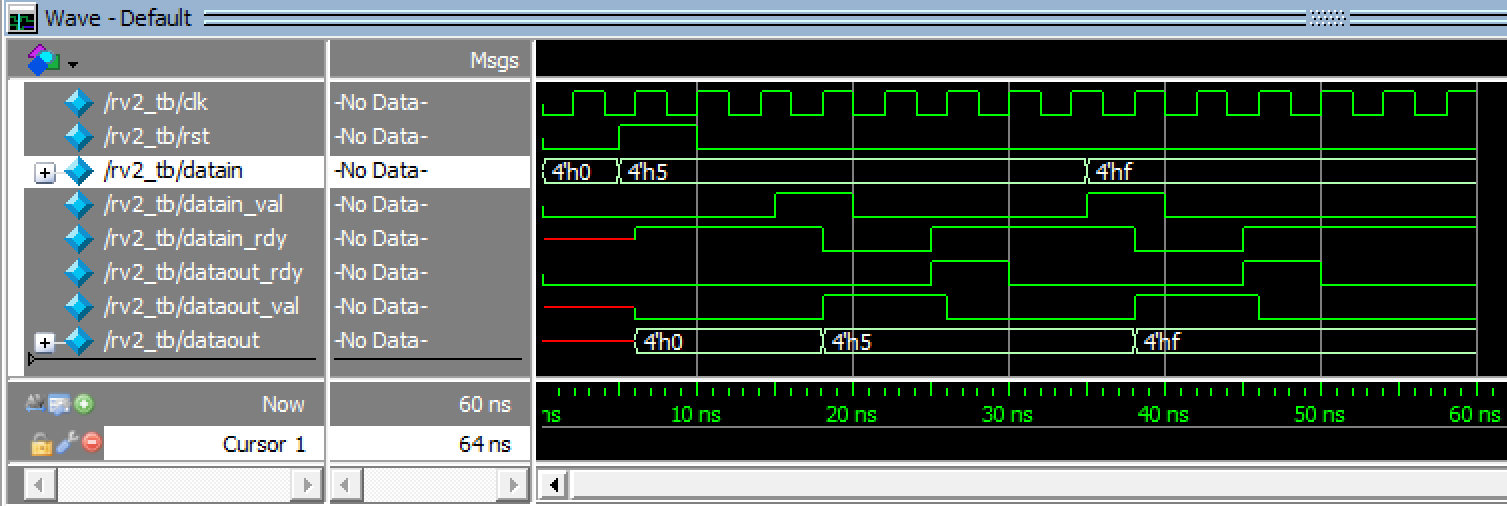 Wave - Default
Msgs
/rv2_tb/clk -No Data-
/rv2_tb/rst -No Data-
/rv2_tb/datain -No Data- 4'h0 4'h5 4'hf
/rv2_tb/datain_val -No Data-
/rv2_tb/datain_rdy -No Data-
/rv2_tb/dataout_rdy -No Data-
/rv2_tb/dataout_val -No Data-
/rv2_tb/dataout -No Data- 4'h0 4'h5 4'hf
Now 60 ns ns 10 ns 20 ns 30 ns 40 ns 50 ns 60 ns
Cursor 1 64 ns